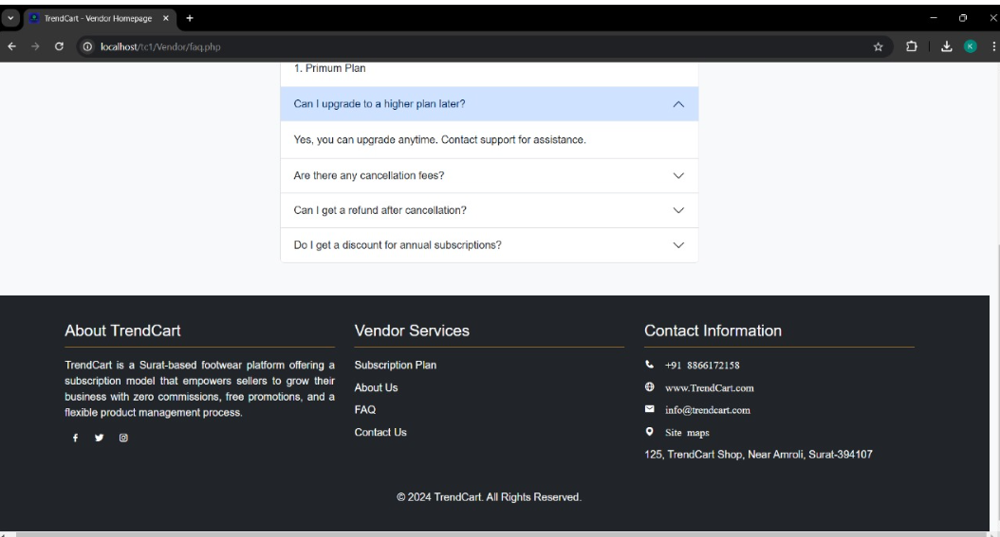 TrendCart - Vendor Homepage
localhost/tc1/Vendor/faq.php
K
1. Primum Plan
Can I upgrade to a higher plan later?
Yes, you can upgrade anytime. Contact support for assistance.
Are there any cancellation fees?
Can I get a refund after cancellation?
Do I get a discount for annual subscriptions?
About TrendCart
TrendCart is a Surat-based footwear platform offering a
subscription model that empowers sellers to grow their
business with zero commissions, free promotions, and a
flexible product management process.
Vendor Services
Subscription Plan
About Us
FAQ
Contact Us
Contact Information
+91 8866172158
www.TrendCart.com
info@trendcart.com
Site maps
125, TrendCart Shop, Near Amroli, Surat-394107
© 2024 TrendCart. All Rights Reserved.